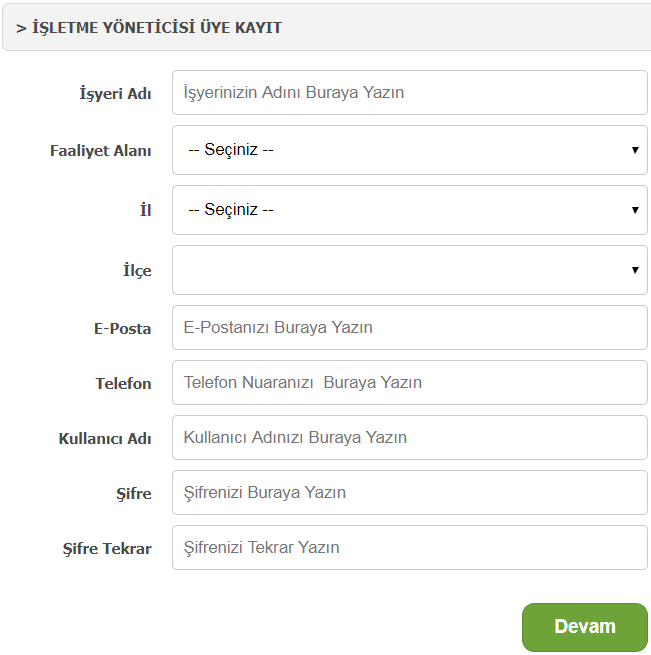 > İŞLETME YÖNETİCİSİ ÜYE KAYIT
İşyeri Adı İşyerinizin Adını Buraya Yazın
Faaliyet Alanı -- Seçiniz --
İl -- Seçiniz --
İlçe
E-Posta E-Postanızı Buraya Yazın
Telefon Telefon Nuaranızı  Buraya Yazın
Kullanıcı Adı Kullanıcı Adınızı Buraya Yazın
Şifre Şifrenizi Buraya Yazın
Şifre Tekrar Şifrenizi Tekrar Yazın
Devam